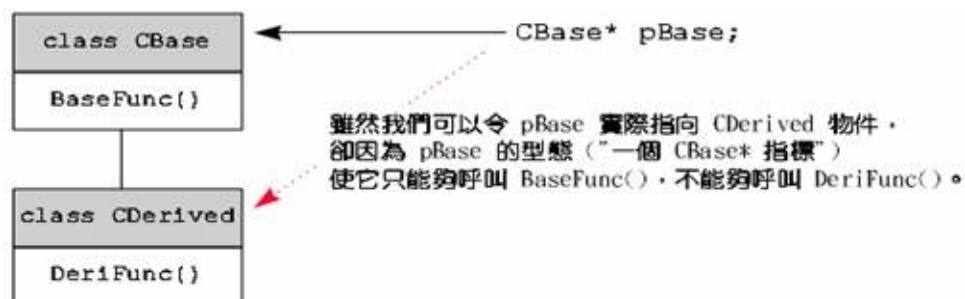 class CBase
CBase* pBase;
BaseFunc()
雖然我們可以令 pBase 實際指向 CDerived 物件，
卻因為 pBase 的型態（"一個 CBase* 指標"）
使它只能夠呼叫 BaseFunc()，不能夠呼叫 DeriFunc()。
class CDerived
DeriFunc()